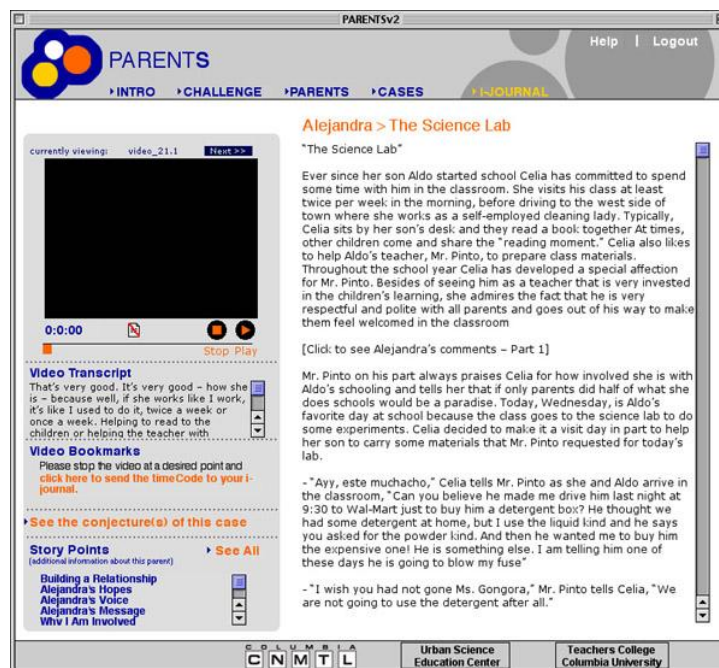 PARENTSv2
Help | Logout
PARENTS
INTRO CHALLENGE PARENTS CASES I-JOURNAL
currently viewing: video_21.1 Next >>
0:0:00
Stop Play
Video Transcript
That's very good. It's very good – how she
is – because well, if she works like I work,
it's like I used to do it, twice a week or
once a week. Helping to read to the
children or helping the teacher with
Video Bookmarks
Please stop the video at a desired point and
click here to send the timeCode to your i-
journal.
See the conjecture(s) of this case
Story Points See All
(additional information about this parent)
Building a Relationship
Alejandra's Hopes
Alejandra's Voice
Alejandra's Message
Why I Am Involved
Alejandra > The Science Lab
"The Science Lab"
Ever since her son Aldo started school Celia has committed to spend
some time with him in the classroom. She visits his class at least
twice per week in the morning, before driving to the west side of
town where she works as a self-employed cleaning lady. Typically,
Celia sits by her son's desk and they read a book together At times,
other children come and share the "reading moment." Celia also likes
to help Aldo's teacher, Mr. Pinto, to prepare class materials.
Throughout the school year Celia has developed a special affection
for Mr. Pinto. Besides of seeing him as a teacher that is very invested
in the children's learning, she admires the fact that he is very
respectful and polite with all parents and goes out of his way to make
them feel welcomed in the classroom
[Click to see Alejandra's comments – Part 1]
Mr. Pinto on his part always praises Celia for how involved she is with
Aldo's schooling and tells her that if only parents did half of what she
does schools would be a paradise. Today, Wednesday, is Aldo's
favorite day at school because the class goes to the science lab to do
some experiments. Celia decided to make it a visit day in part to help
her son to carry some materials that Mr. Pinto requested for today's
lab.
- "Ayy, este muchacho," Celia tells Mr. Pinto as she and Aldo arrive in
the classroom, "Can you believe he made me drive him last night at
9:30 to Wal-Mart just to buy him a detergent box? He thought we
had some detergent at home, but I use the liquid kind and he says
you asked for the powder kind. And then he wanted me to buy him
the expensive one! He is something else. I am telling him one of
these days he is going to blow my fuse"
- "I wish you had not gone Ms. Gongora," Mr. Pinto tells Celia, "We
are not going to use the detergent after all."
COLUMBIA
CNMTL
Urban Science
Education Center
Teachers College
Columbia University